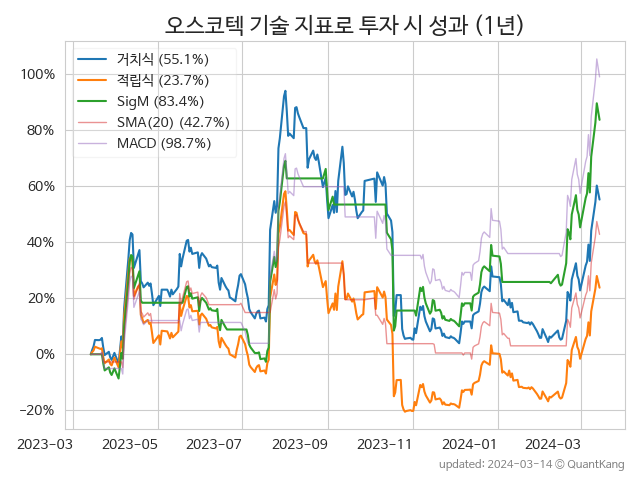 오스코텍 기술 지표로 투자 시 성과 (1년)
거치식 (55.1%)
적립식 (23.7%)
SigM (83.4%)
SMA(20) (42.7%)
MACD (98.7%)
100%
80%
60%
40%
20%
0%
−20%
2023-03 2023-05 2023-07 2023-09 2023-11 2024-01 2024-03
updated: 2024-03-14 © QuantKang